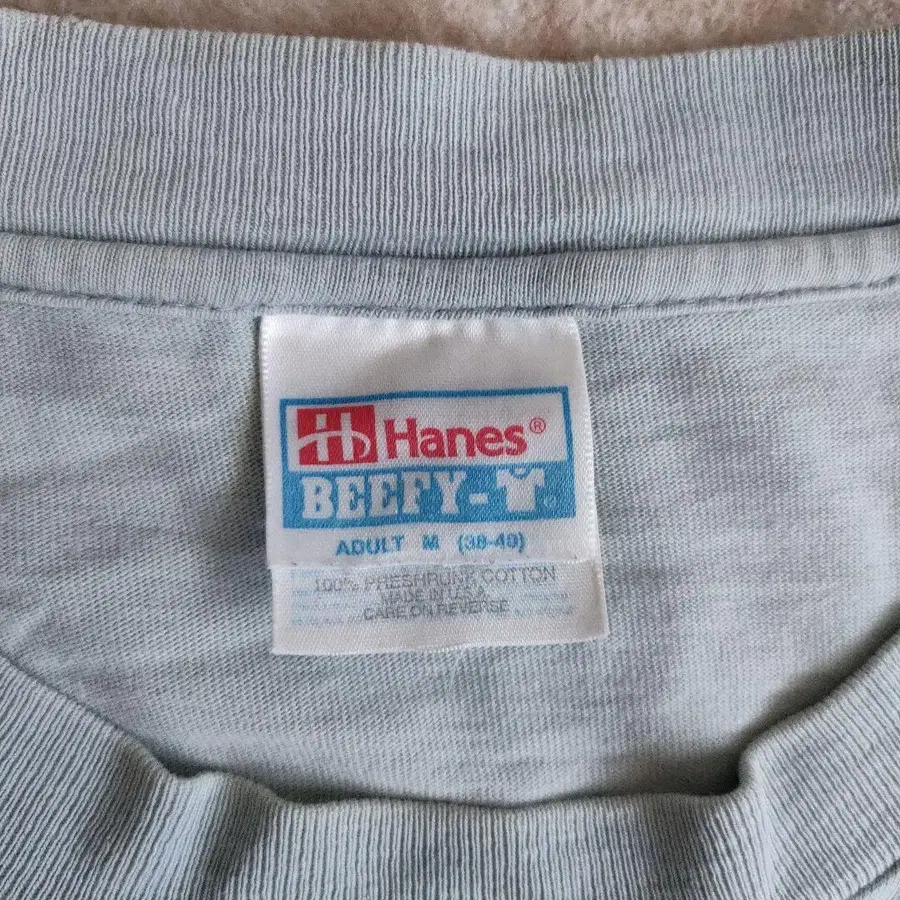 Hanes®
BEEFY-T®
ADULT M (38-40)
100% PRESHRUNK COTTON
MADE IN U.S.A.
CARE ON REVERSE